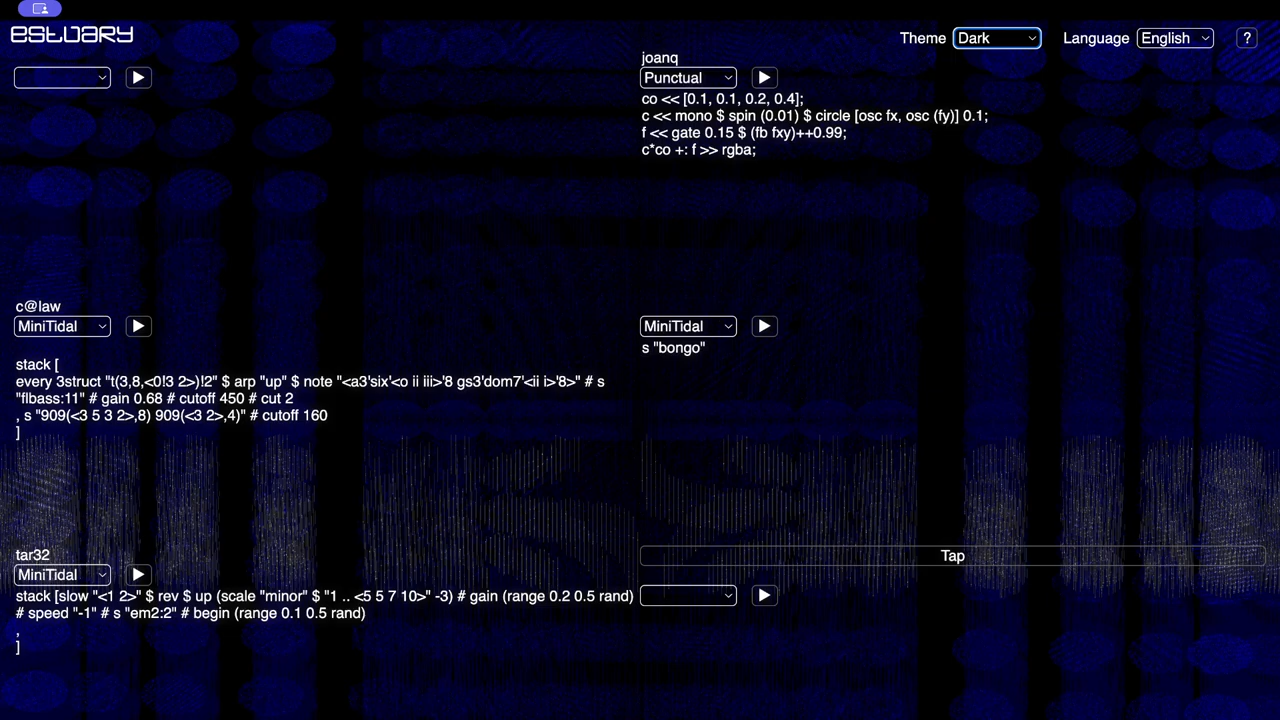 estuary
Theme Dark Language English ?
joanq
Punctual
co << [0.1, 0.1, 0.2, 0.4];
c << mono $ spin (0.01) $ circle [osc fx, osc (fy)] 0.1;
f << gate 0.15 $ (fb fxy)++0.99;
c*co +: f >> rgba;
c@law
MiniTidal
stack [
every 3struct "t(3,8,<0!3 2>)!2" $ arp "up" $ note "<a3'six'<o ii iii>'8 gs3'dom7'<ii i>'8>" # s
"flbass:11" # gain 0.68 # cutoff 450 # cut 2
, s "909(<3 5 3 2>,8) 909(<3 2>,4)" # cutoff 160
]
MiniTidal
s "bongo"
tar32
MiniTidal
stack [slow "<1 2>" $ rev $ up (scale "minor" $ "1 .. <5 5 7 10>" -3) # gain (range 0.2 0.5 rand)
# speed "-1" # s "em2:2" # begin (range 0.1 0.5 rand)
,
]
Tap